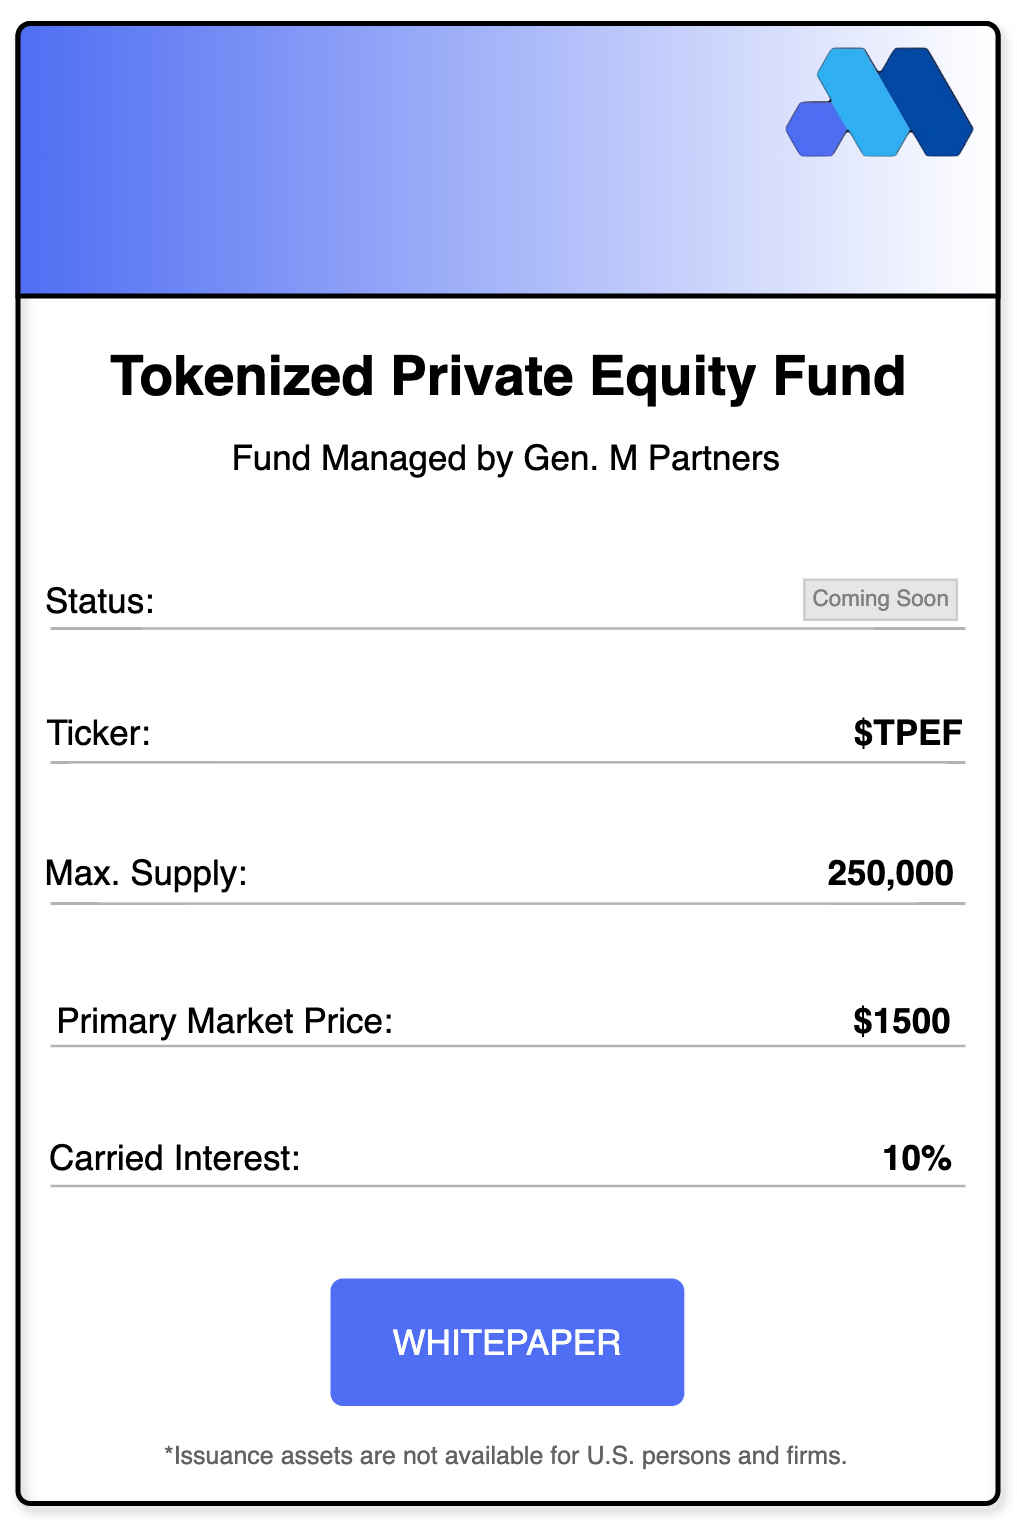 Tokenized Private Equity Fund
Fund Managed by Gen. M Partners
Status: Coming Soon
Ticker: $TPEF
Max. Supply: 250,000
Primary Market Price: $1500
Carried Interest: 10%
WHITEPAPER
*Issuance assets are not available for U.S. persons and firms.